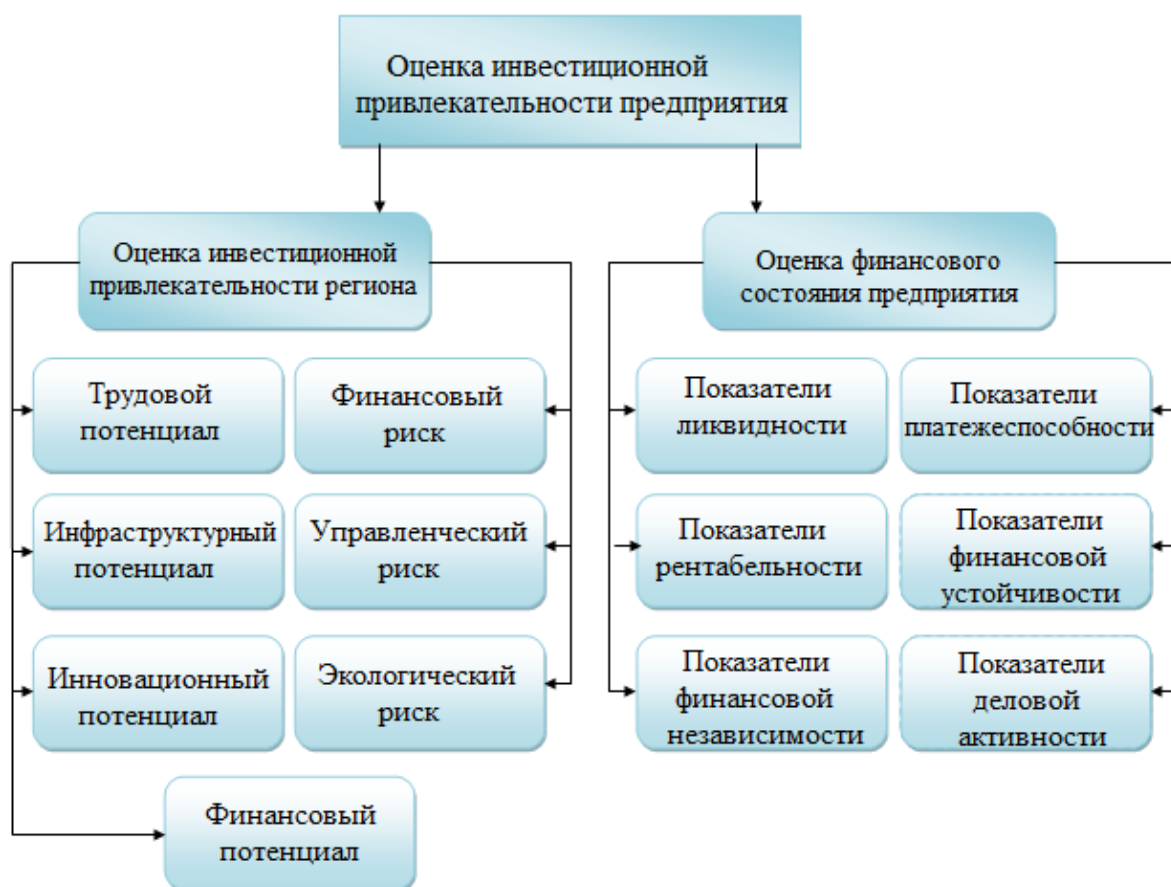 Оценка инвестиционной
привлекательности предприятия
Оценка инвестиционной
привлекательности региона
Оценка финансового
состояния предприятия
Трудовой
потенциал
Финансовый
риск
Показатели
ликвидности
Показатели
платежеспособности
Инфраструктурный
потенциал
Управленческий
риск
Показатели
рентабельности
Показатели
финансовой
устойчивости
Инновационный
потенциал
Экологический
риск
Показатели
финансовой
независимости
Показатели
деловой
активности
Финансовый
потенциал